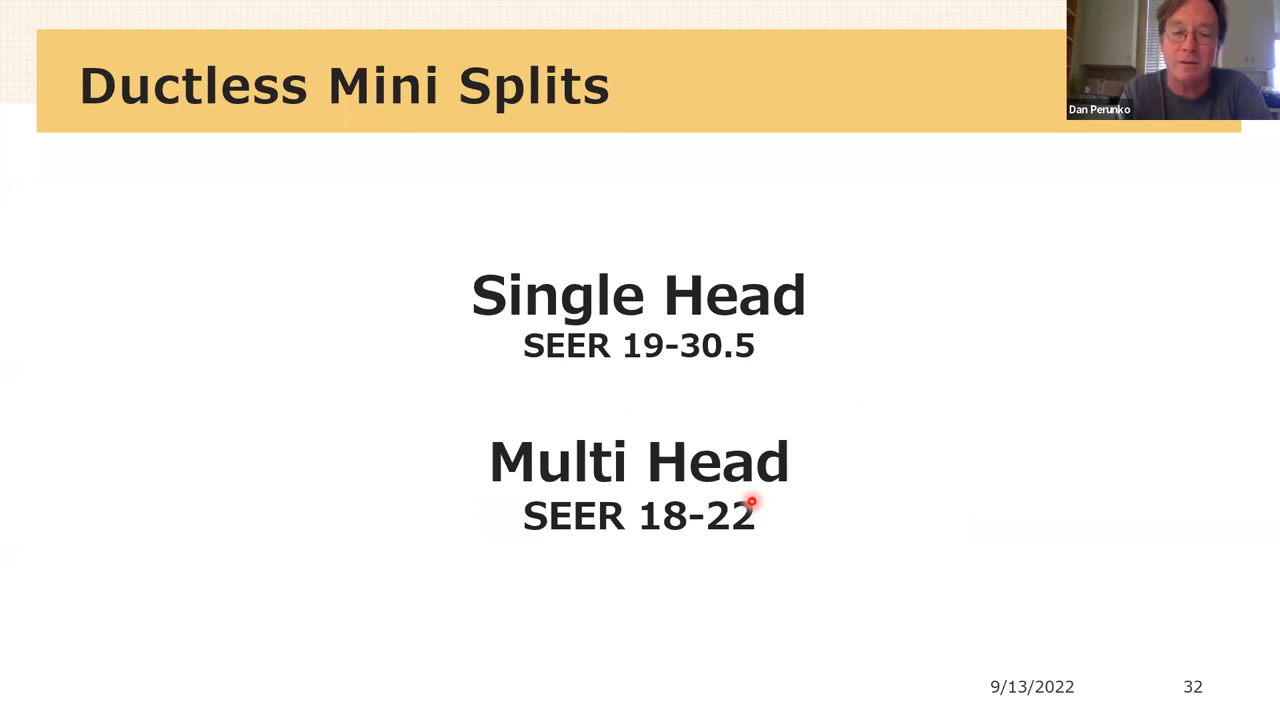 Ductless Mini Splits
Dan Perunko
Single Head
SEER 19-30.5
Multi Head
SEER 18-22
9/13/2022
32